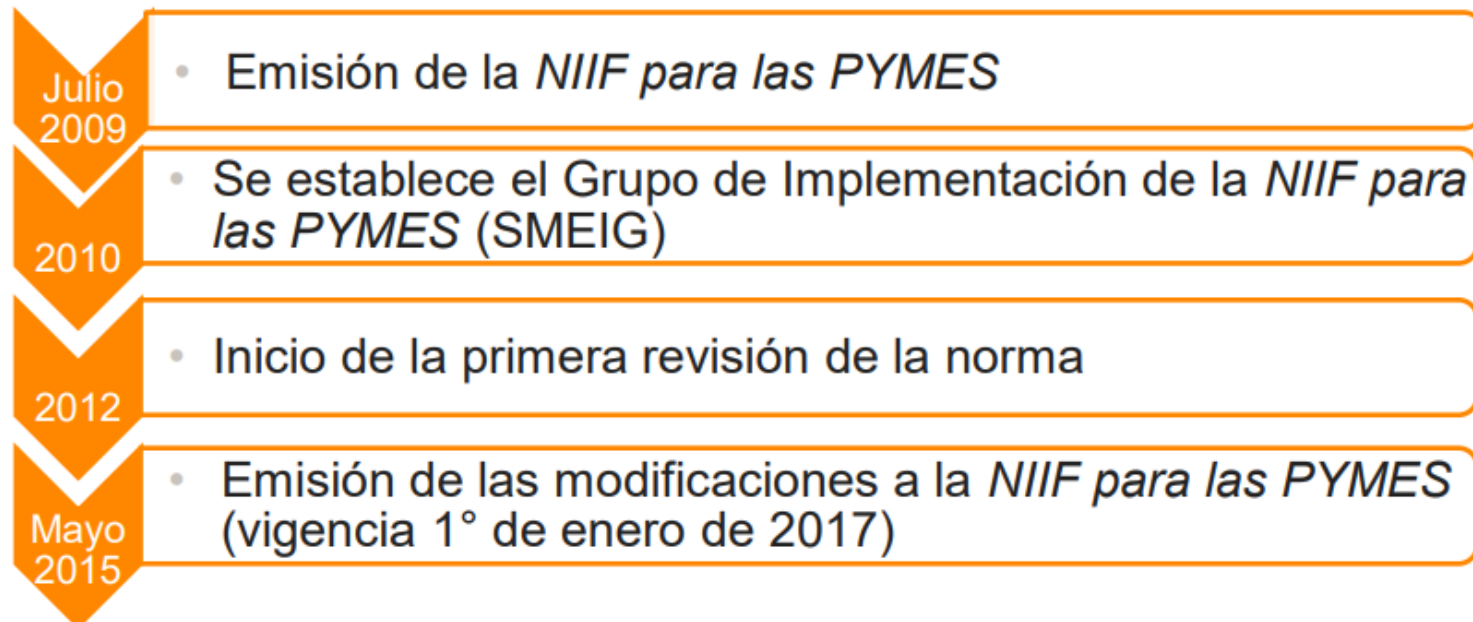 Julio
2009
• Emisión de la NIIF para las PYMES
2010
• Se establece el Grupo de Implementación de la NIIF para
las PYMES (SMEIG)
2012
• Inicio de la primera revisión de la norma
Mayo
2015
• Emisión de las modificaciones a la NIIF para las PYMES
(vigencia 1° de enero de 2017)